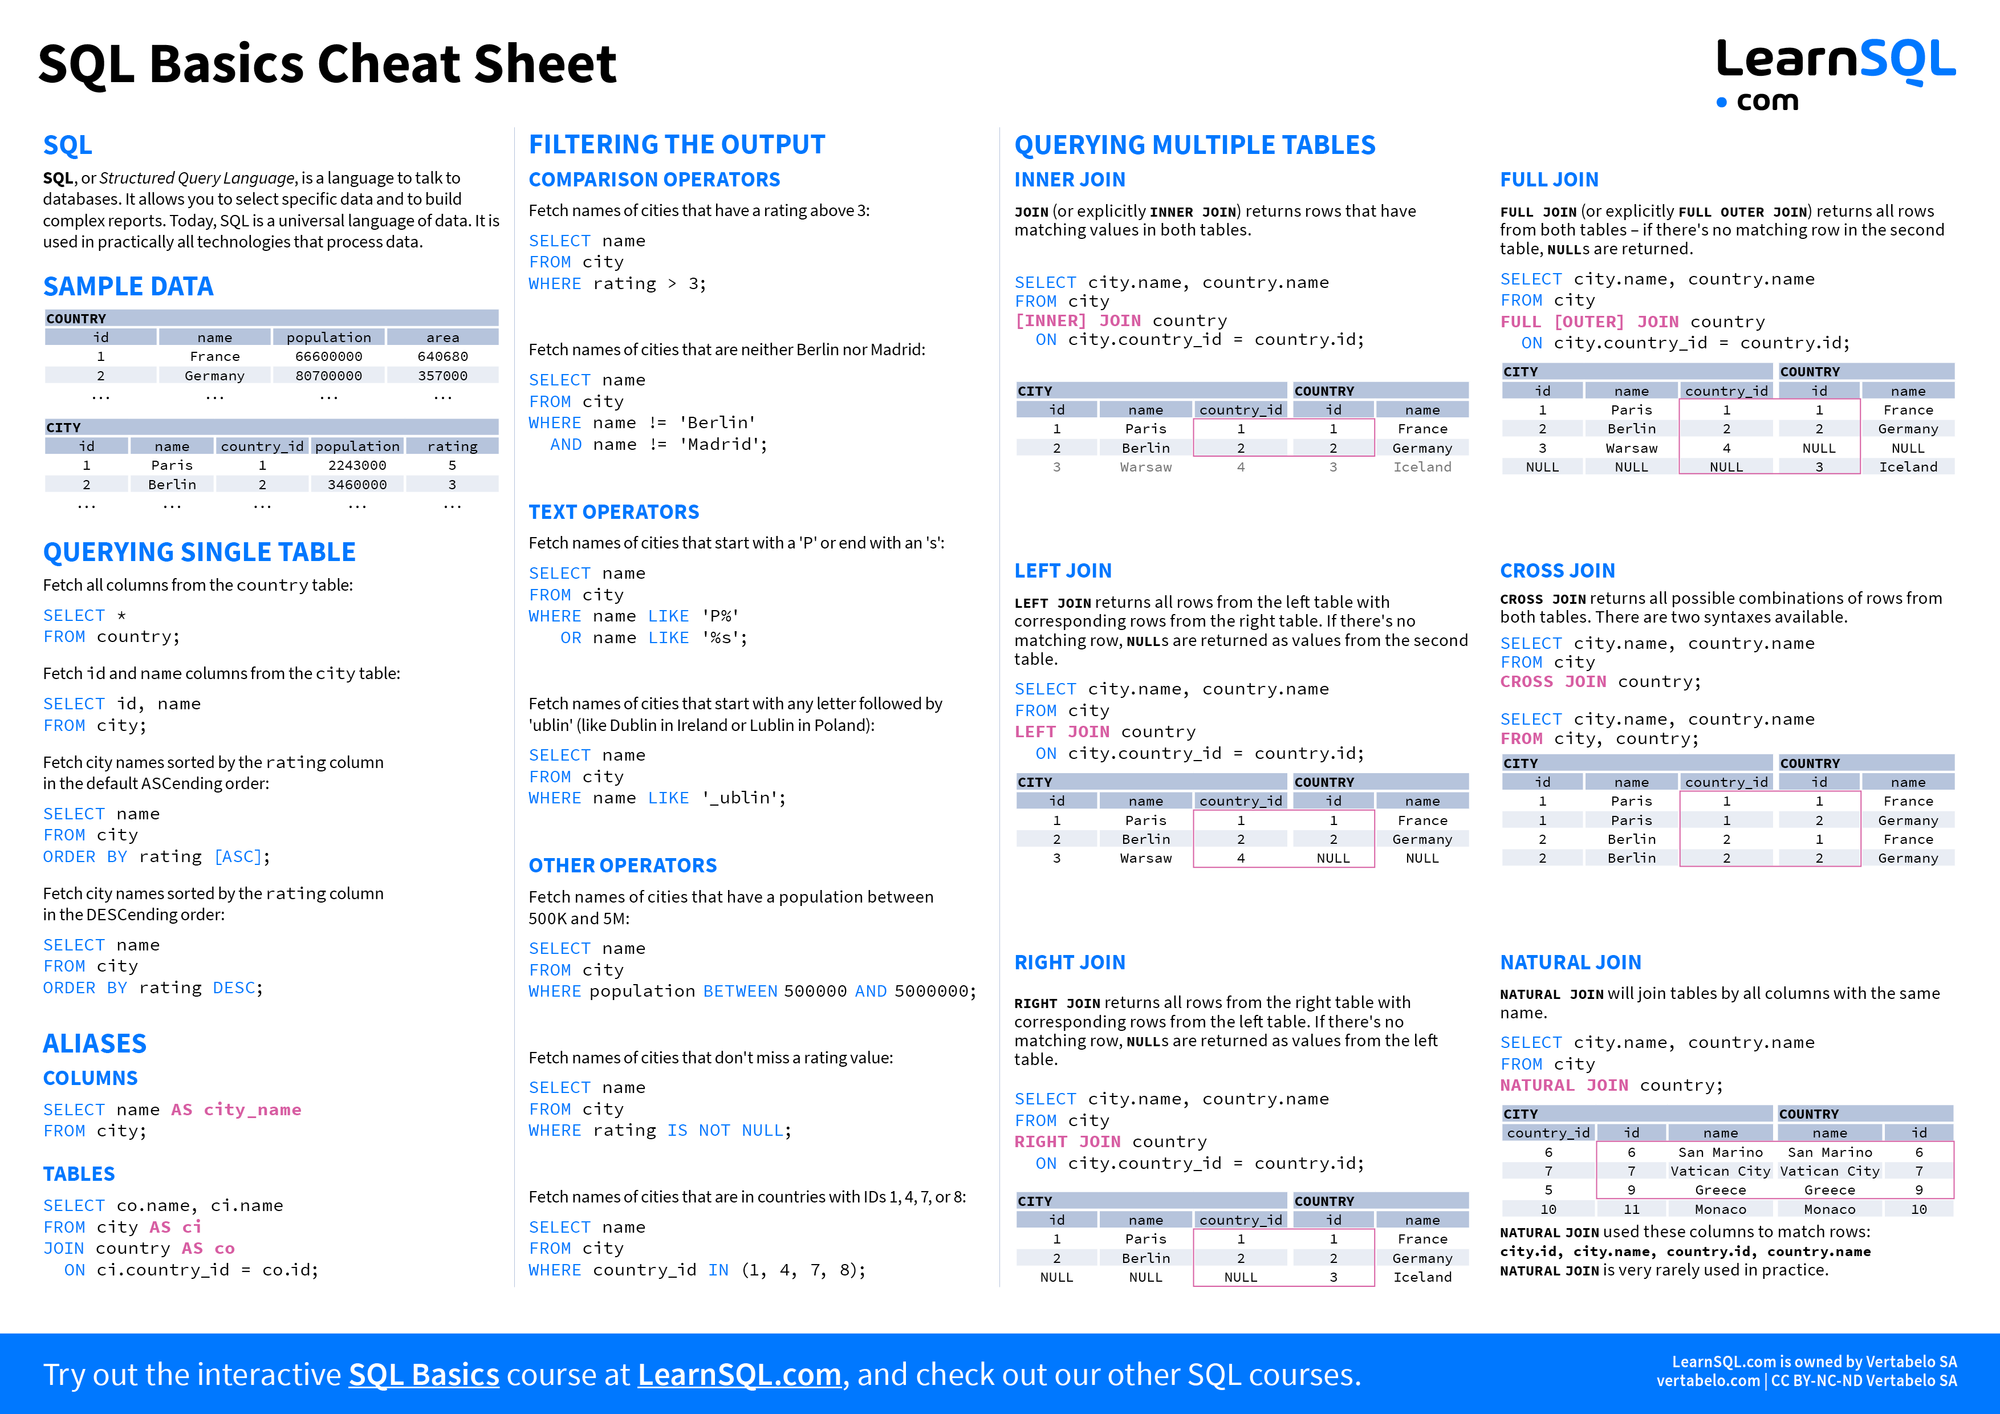 SQL Basics Cheat Sheet
LearnSQL
• com
SQL
SQL, or Structured Query Language, is a language to talk to
databases. It allows you to select specific data and to build
complex reports. Today, SQL is a universal language of data. It is
used in practically all technologies that process data.
SAMPLE DATA
COUNTRY
id name population area
1 France 66600000 640680
2 Germany 80700000 357000
... ... ... ...
CITY
id name country_id population rating
1 Paris 1 2243000 5
2 Berlin 2 3460000 3
... ... ... ... ...
QUERYING SINGLE TABLE
Fetch all columns from the country table:
SELECT *
FROM country;
Fetch id and name columns from the city table:
SELECT id, name
FROM city;
Fetch city names sorted by the rating column
in the default ASCending order:
SELECT name
FROM city
ORDER BY rating [ASC];
Fetch city names sorted by the rating column
in the DESCending order:
SELECT name
FROM city
ORDER BY rating DESC;
ALIASES
COLUMNS
SELECT name AS city_name
FROM city;
TABLES
SELECT co.name, ci.name
FROM city AS ci
JOIN country AS co
ON ci.country_id = co.id;
FILTERING THE OUTPUT
COMPARISON OPERATORS
Fetch names of cities that have a rating above 3:
SELECT name
FROM city
WHERE rating > 3;
Fetch names of cities that are neither Berlin nor Madrid:
SELECT name
FROM city
WHERE name != 'Berlin'
AND name != 'Madrid';
TEXT OPERATORS
Fetch names of cities that start with a 'P' or end with an 's':
SELECT name
FROM city
WHERE name LIKE 'P%'
OR name LIKE '%s';
Fetch names of cities that start with any letter followed by
'ublin' (like Dublin in Ireland or Lublin in Poland):
SELECT name
FROM city
WHERE name LIKE '_ublin';
OTHER OPERATORS
Fetch names of cities that have a population between
500K and 5M:
SELECT name
FROM city
WHERE population BETWEEN 500000 AND 5000000;
Fetch names of cities that don't miss a rating value:
SELECT name
FROM city
WHERE rating IS NOT NULL;
Fetch names of cities that are in countries with IDs 1, 4, 7, or 8:
SELECT name
FROM city
WHERE country_id IN (1, 4, 7, 8);
QUERYING MULTIPLE TABLES
INNER JOIN
JOIN (or explicitly INNER JOIN) returns rows that have
matching values in both tables.
SELECT city.name, country.name
FROM city
[INNER] JOIN country
ON city.country_id = country.id;
CITY COUNTRY
id name country_id id name
1 Paris 1 1 France
2 Berlin 2 2 Germany
3 Warsaw 4 3 Iceland
LEFT JOIN
LEFT JOIN returns all rows from the left table with
corresponding rows from the right table. If there's no
matching row, NULLs are returned as values from the second
table.
SELECT city.name, country.name
FROM city
LEFT JOIN country
ON city.country_id = country.id;
CITY COUNTRY
id name country_id id name
1 Paris 1 1 France
2 Berlin 2 2 Germany
3 Warsaw 4 NULL NULL
RIGHT JOIN
RIGHT JOIN returns all rows from the right table with
corresponding rows from the left table. If there's no
matching row, NULLs are returned as values from the left
table.
SELECT city.name, country.name
FROM city
RIGHT JOIN country
ON city.country_id = country.id;
CITY COUNTRY
id name country_id id name
1 Paris 1 1 France
2 Berlin 2 2 Germany
NULL NULL NULL 3 Iceland
FULL JOIN
FULL JOIN (or explicitly FULL OUTER JOIN) returns all rows
from both tables – if there's no matching row in the second
table, NULLs are returned.
SELECT city.name, country.name
FROM city
FULL [OUTER] JOIN country
ON city.country_id = country.id;
CITY COUNTRY
id name country_id id name
1 Paris 1 1 France
2 Berlin 2 2 Germany
3 Warsaw 4 NULL NULL
NULL NULL NULL 3 Iceland
CROSS JOIN
CROSS JOIN returns all possible combinations of rows from
both tables. There are two syntaxes available.
SELECT city.name, country.name
FROM city
CROSS JOIN country;
SELECT city.name, country.name
FROM city, country;
CITY COUNTRY
id name country_id id name
1 Paris 1 1 France
1 Paris 1 2 Germany
2 Berlin 2 1 France
2 Berlin 2 2 Germany
NATURAL JOIN
NATURAL JOIN will join tables by all columns with the same
name.
SELECT city.name, country.name
FROM city
NATURAL JOIN country;
CITY COUNTRY
country_id id name name id
6 6 San Marino San Marino 6
7 7 Vatican City Vatican City 7
5 9 Greece Greece 9
10 11 Monaco Monaco 10
NATURAL JOIN used these columns to match rows:
city.id, city.name, country.id, country.name
NATURAL JOIN is very rarely used in practice.
Try out the interactive SQL Basics course at LearnSQL.com, and check out our other SQL courses.
LearnSQL.com is owned by Vertabelo SA
vertabelo.com | CC BY-NC-ND Vertabelo SA